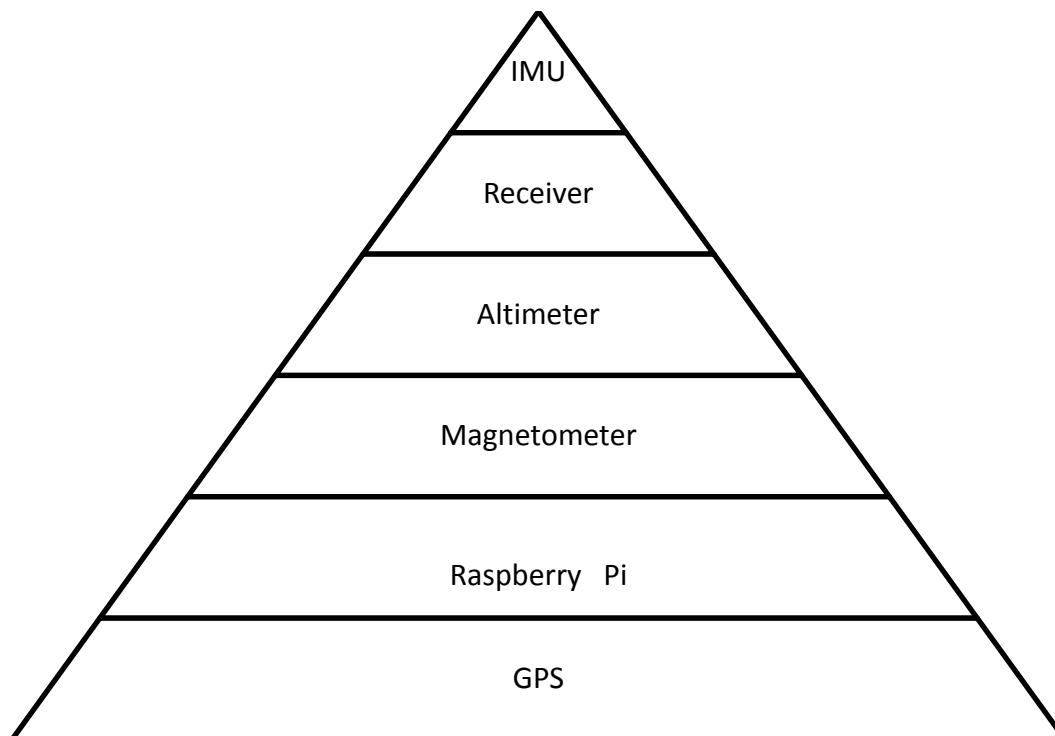 IMU
Receiver
Altimeter
Magnetometer
Raspberry Pi
GPS